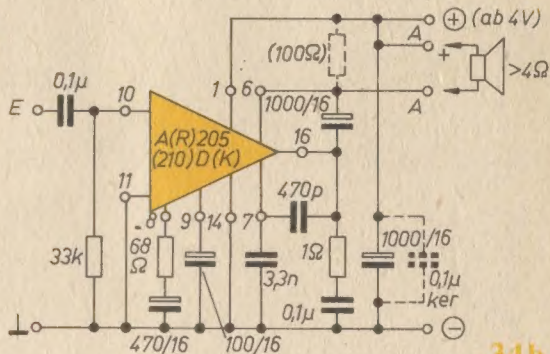 ⊕ (ab 4V)
A
+
(100Ω)
>4Ω
0,1µ
1
6
A
E
10
1000/16
A(R)205
(210)D(K)
16
11
470p
9
14
7
1000/16
33k
68
Ω
1Ω
3,3n
0,1µ
ker
0,1µ
⊖
470/16
100/16
34b